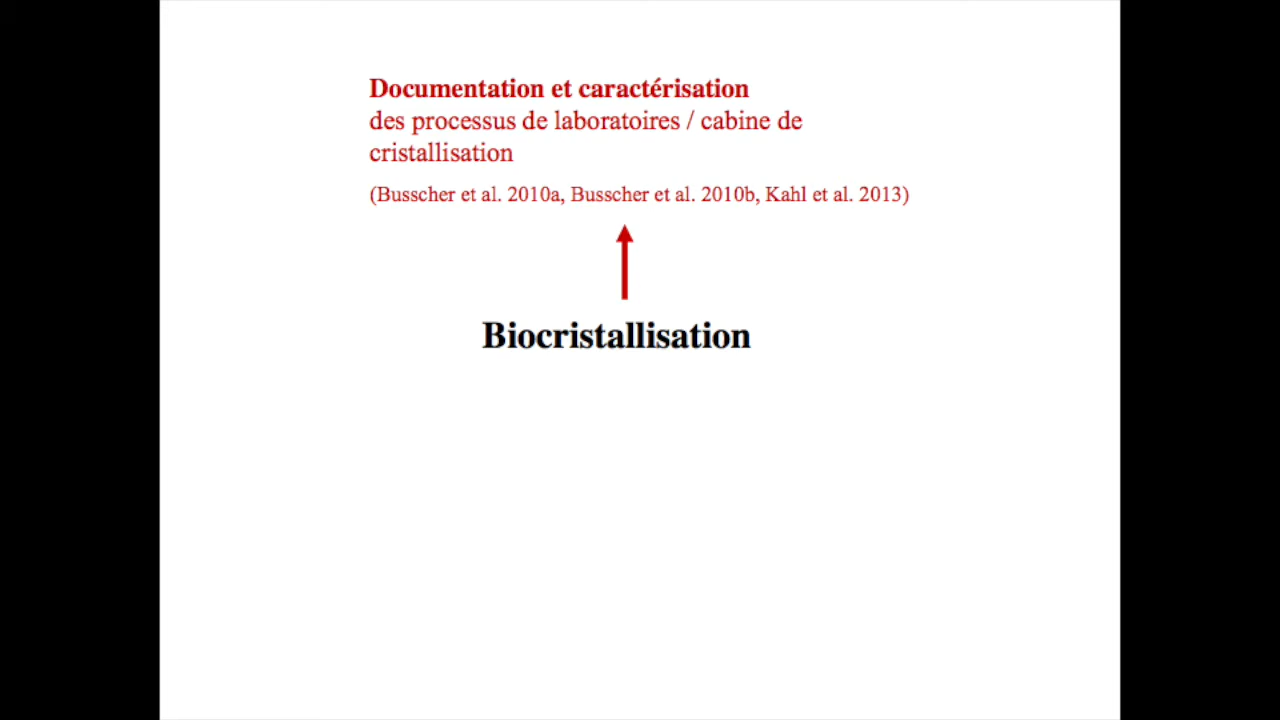 Documentation et caractérisation
des processus de laboratoires / cabine de
cristallisation
(Busscher et al. 2010a, Busscher et al. 2010b, Kahl et al. 2013)
Biocristallisation